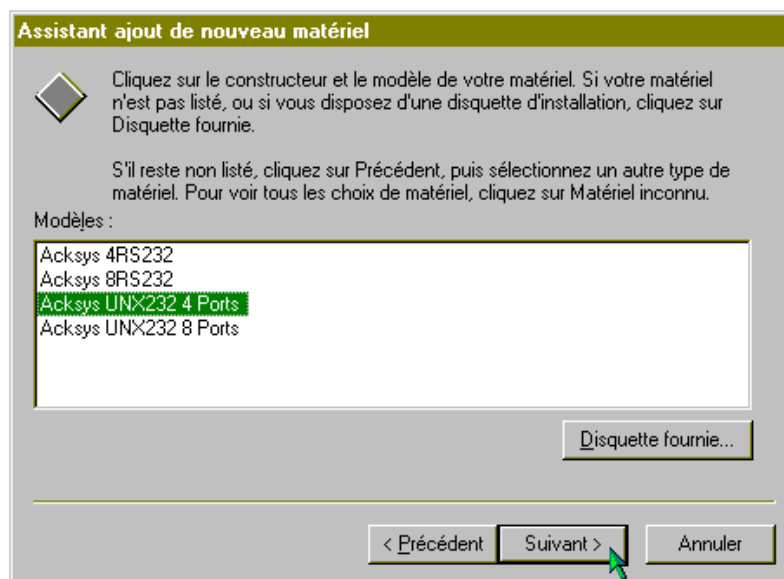 Assistant ajout de nouveau matériel
Cliquez sur le constructeur et le modèle de votre matériel. Si votre matériel
n'est pas listé, ou si vous disposez d'une disquette d'installation, cliquez sur
Disquette fournie.
S'il reste non listé, cliquez sur Précédent, puis sélectionnez un autre type de
matériel. Pour voir tous les choix de matériel, cliquez sur Matériel inconnu.
Modèles :
Acksys 4RS232
Acksys 8RS232
Acksys UNX232 4 Ports
Acksys UNX232 8 Ports
Disquette fournie...
< Précédent Suivant > Annuler